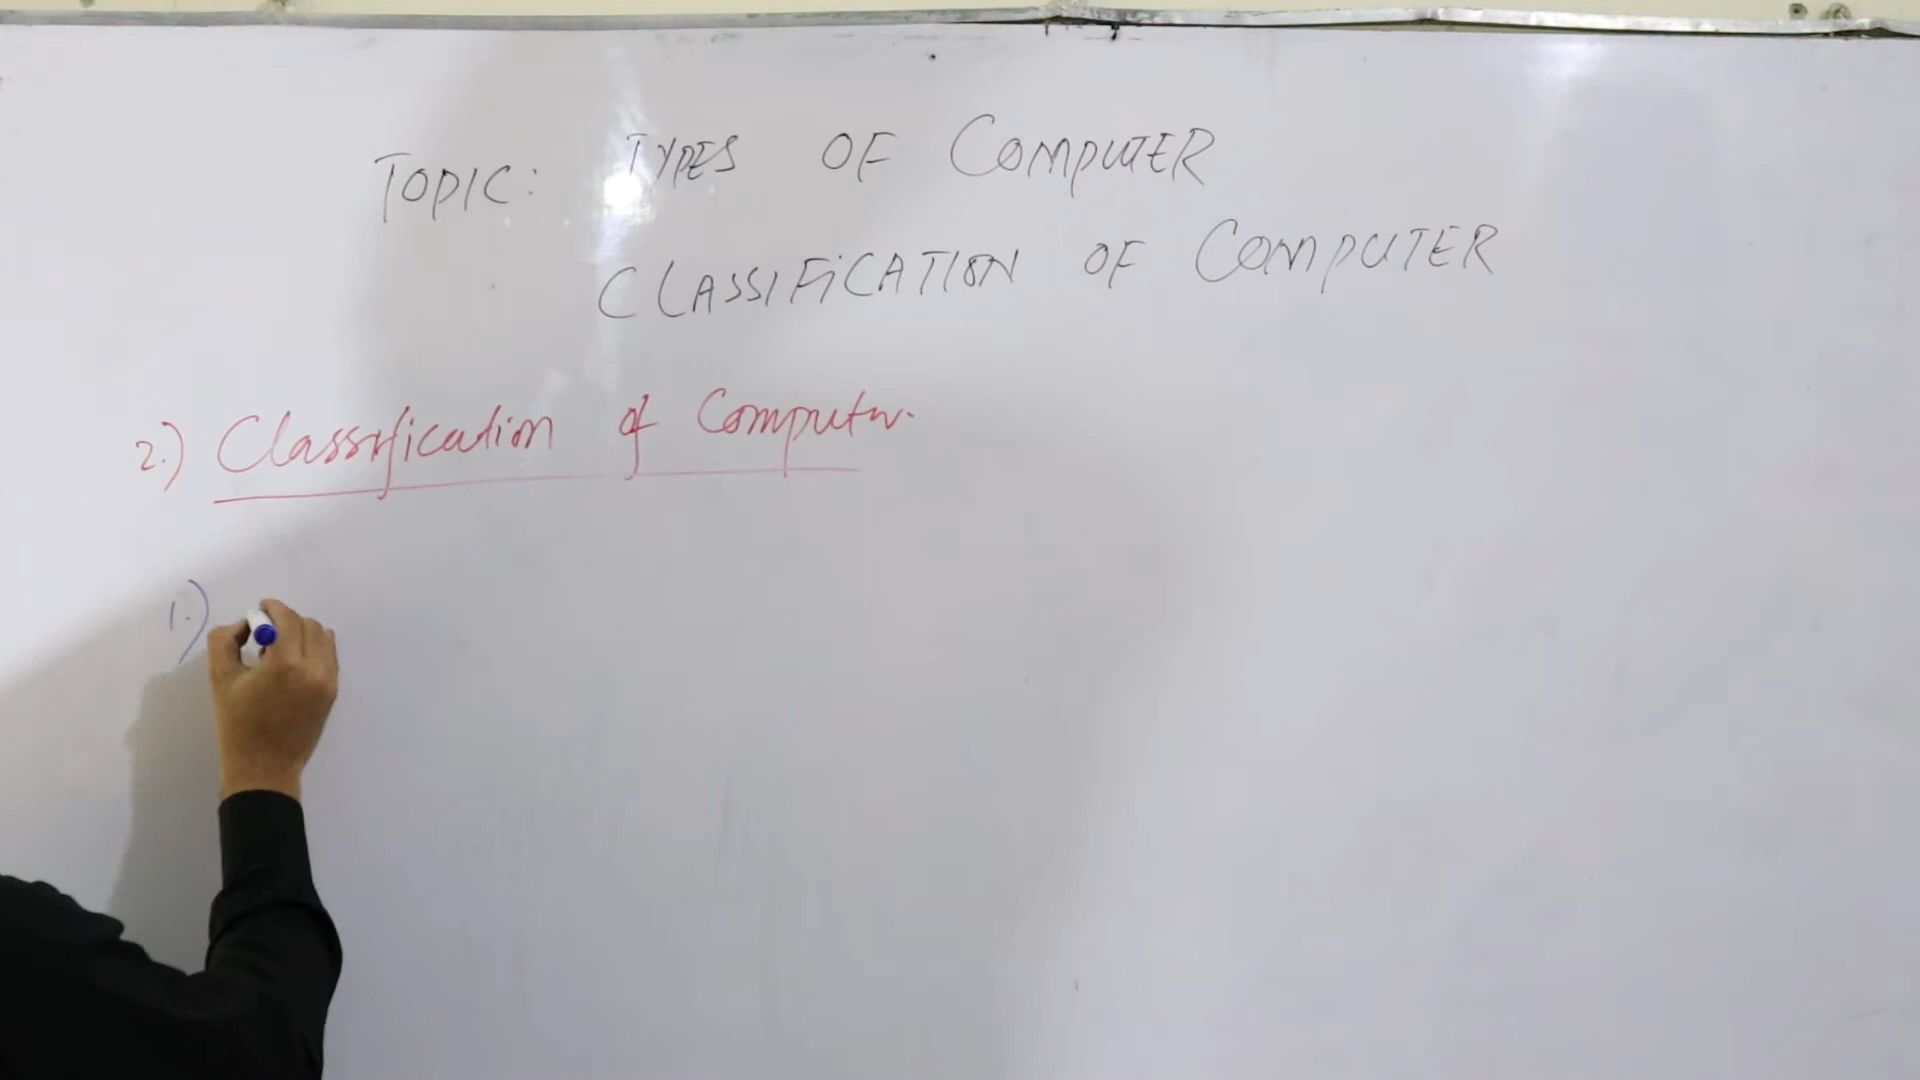 TOPIC: TYPES OF COMPUTER
CLASSIFICATION OF COMPUTER
2.) Classification of Computer.
1.)